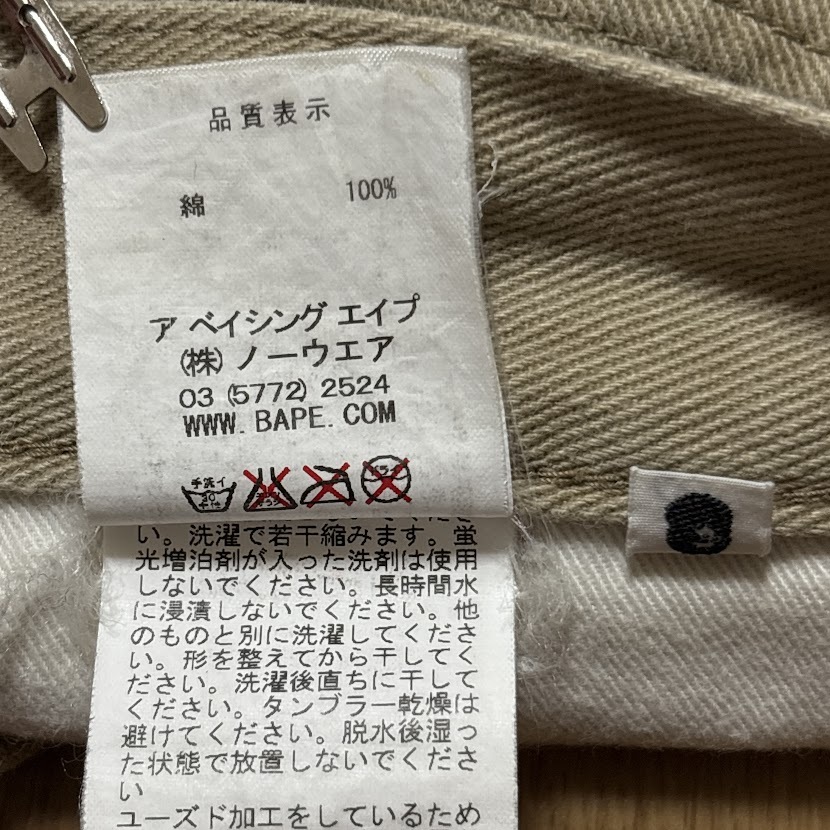 品質表示
綿 100%
ア ベイシング エイプ
(株) ノーウエア
03 (5772) 2524
WWW. BAPE. COM
手洗イ
30
い。洗濯で若干縮みます。蛍
光増泊剤が入った洗剤は使用
しないでください。長時間水
に浸漬しないでください。他
のものと別に洗濯してくださ
い。形を整えてから干してく
ださい。洗濯後直ちに干して
ください。タンブラー乾燥は
避けてください。脱水後湿っ
た状態で放置しないでくださ
い
ユーズド加工をしているため